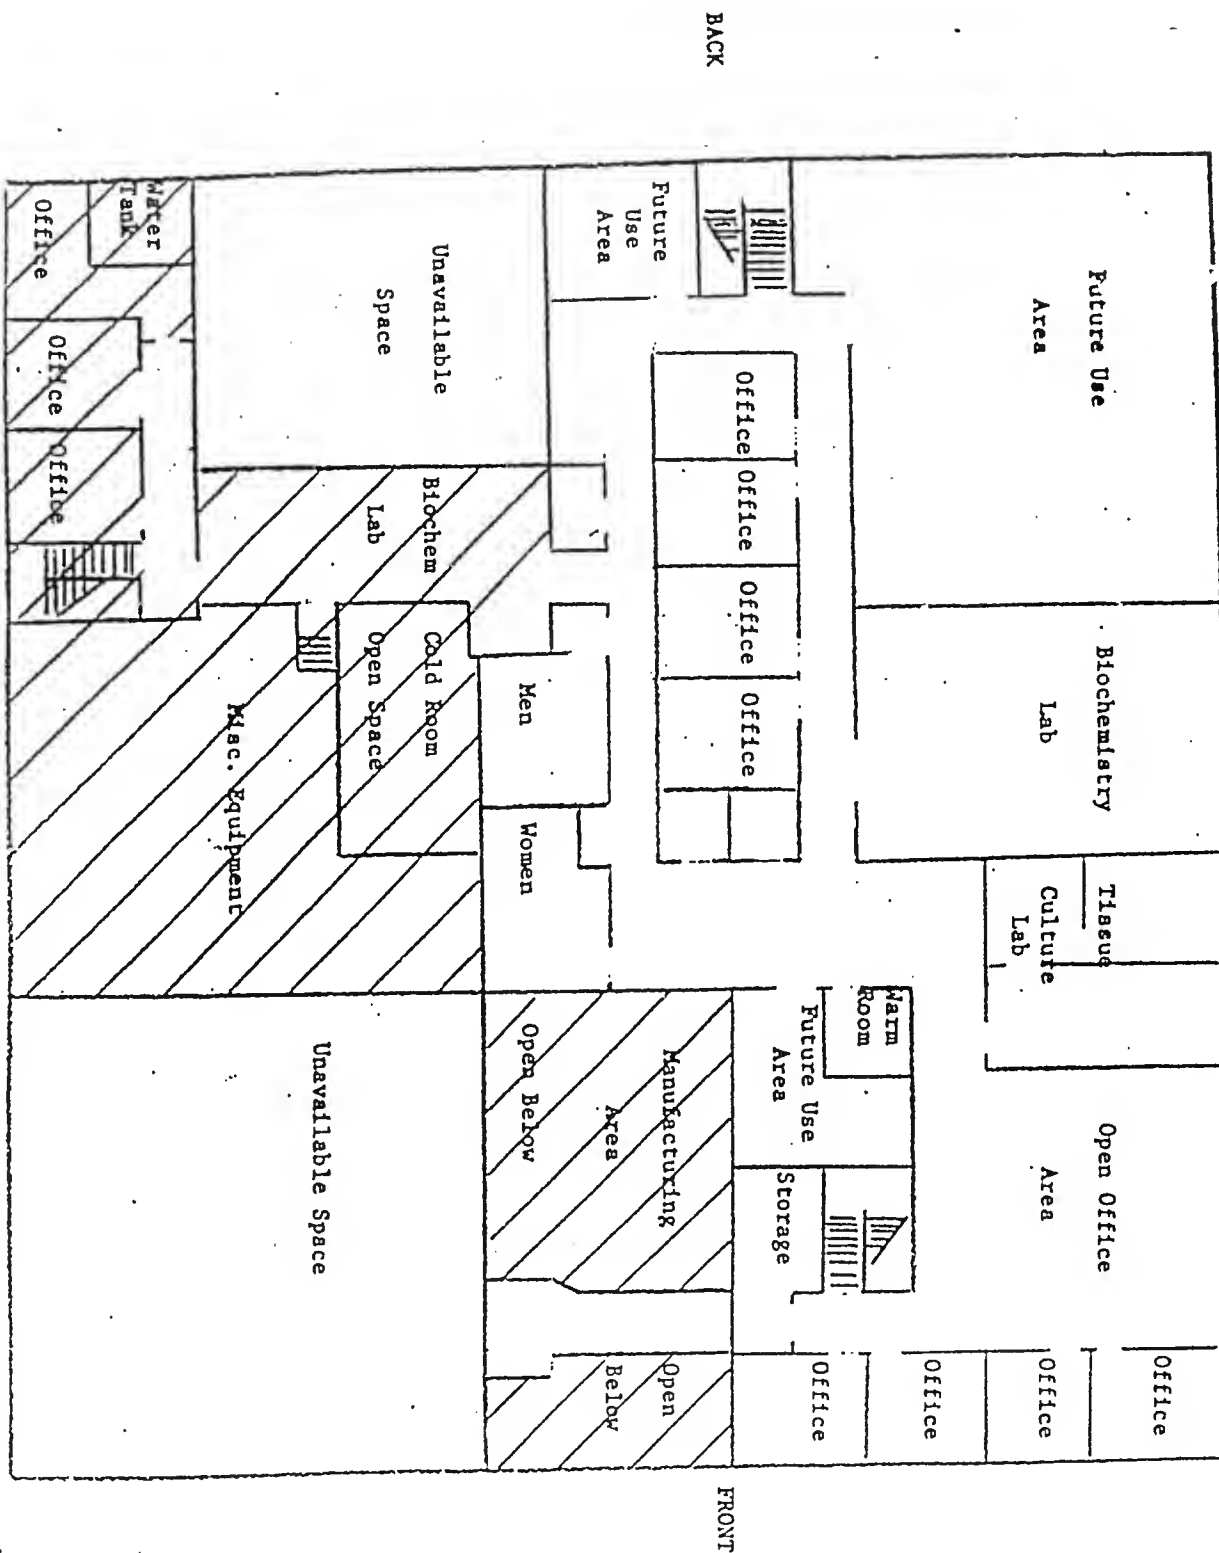 BACK
Future Use
Area
Biochemistry
Lab
Tissue
Culture
Lab
Open Office
Area
Office
Office
Office
Office
Future
Use
Area
Office
Office
Office
Office
Warm
Room
Future Use
Area
Storage
Unavailable
Space
Biochem
Lab
Men
Women
Cold Room
Open Space
Manufacturing
Area
Open Below
Open
Below
Water
Tank
Office
Office
Office
Misc. Equipment
Unavailable Space
FRONT